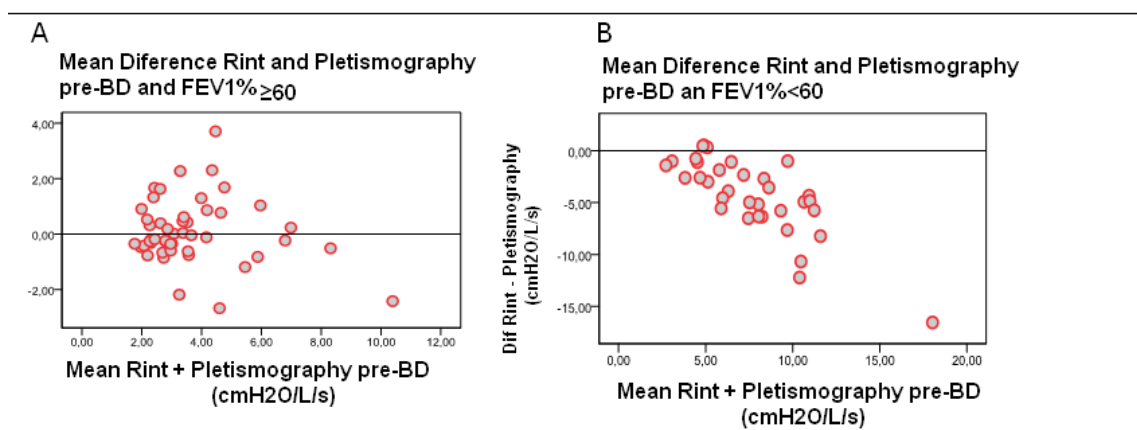 A
Mean Diference Rint and Pletismography
pre-BD and FEV1% ≥60
4,00
2,00
0,00
-2,00
0,00 2,00 4,00 6,00 8,00 10,00 12,00
Mean Rint + Pletismography pre-BD
(cmH2O/L/s)
B
Mean Diference Rint and Pletismography
pre-BD an FEV1%<60
Dif Rint - Pletismography
(cmH2O/L/s)
0,00
-5,00
-10,00
-15,00
0,00 5,00 10,00 15,00 20,00
Mean Rint + Pletismography pre-BD
(cmH2O/L/s)